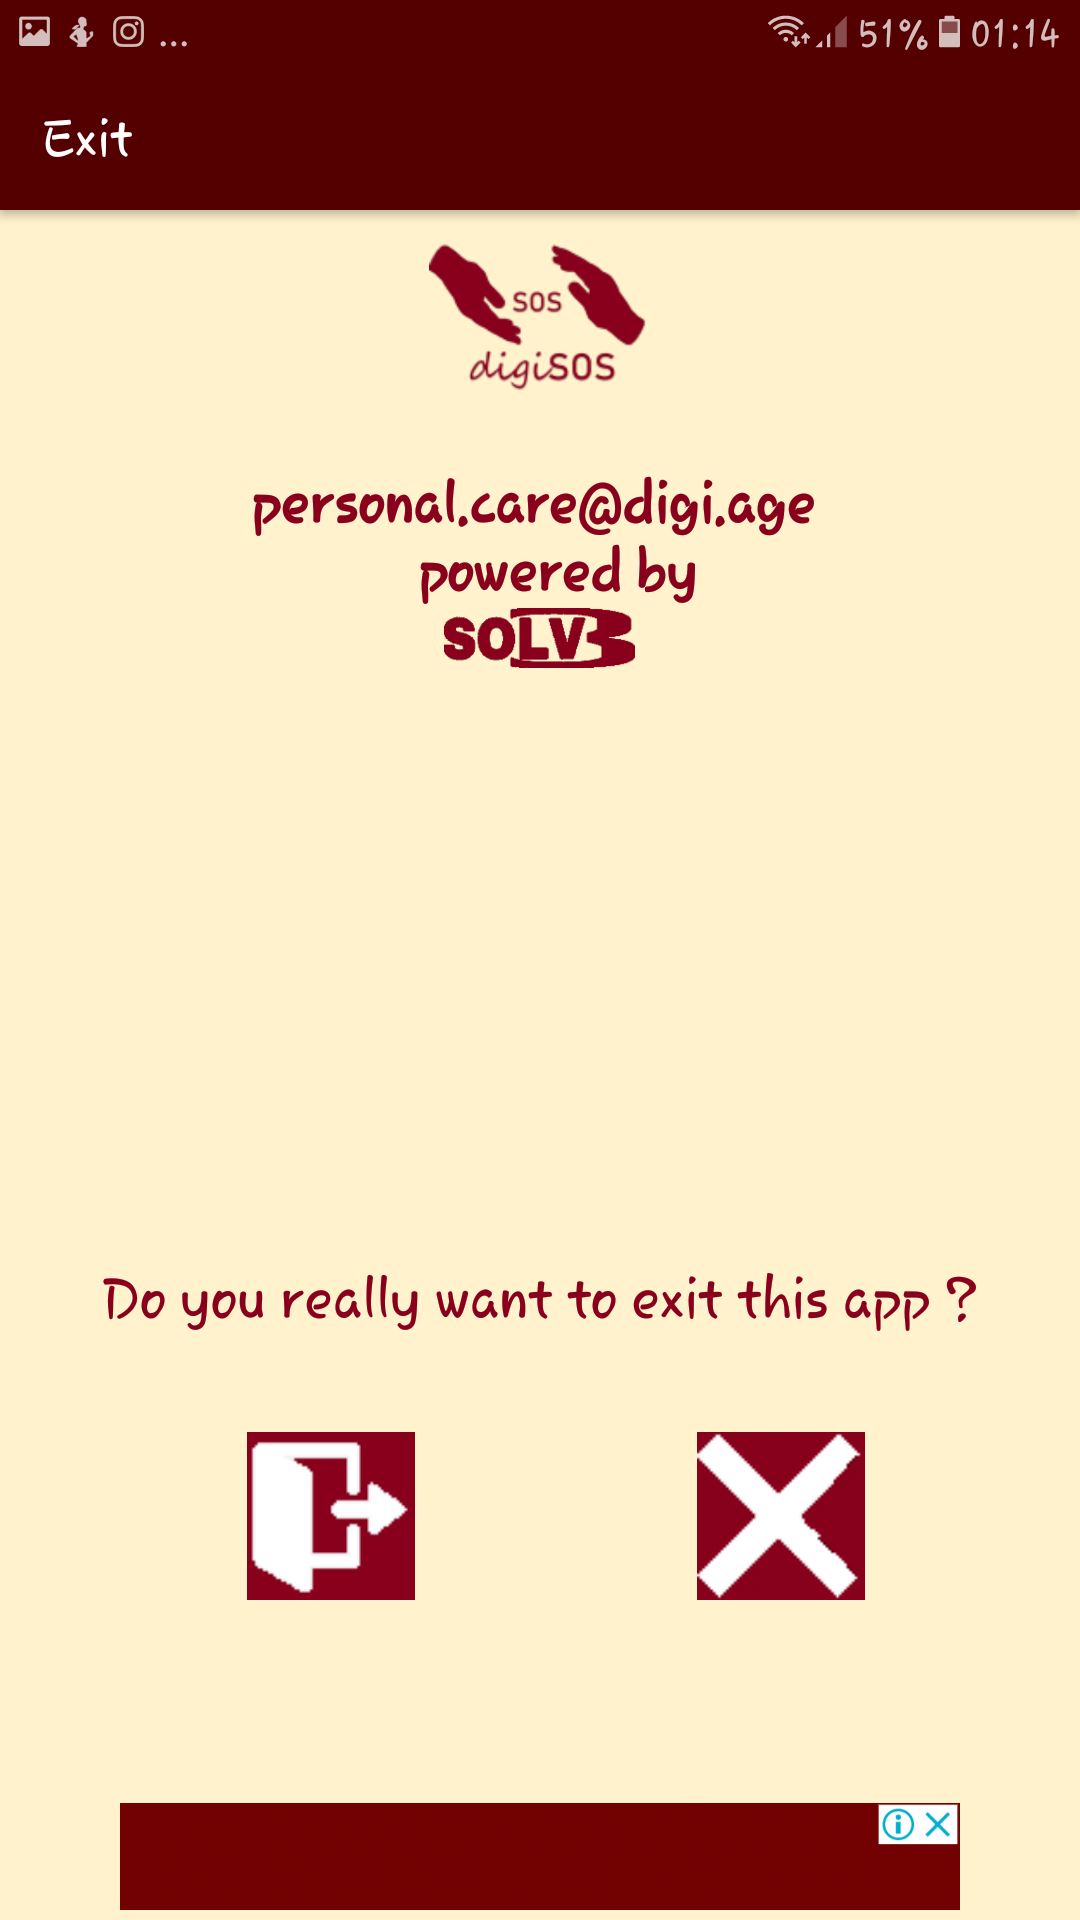 ... 51% 01:14
Exit
SOS
digiSOS
personal.care@digi.age
powered by
SOLV3
Do you really want to exit this app ?